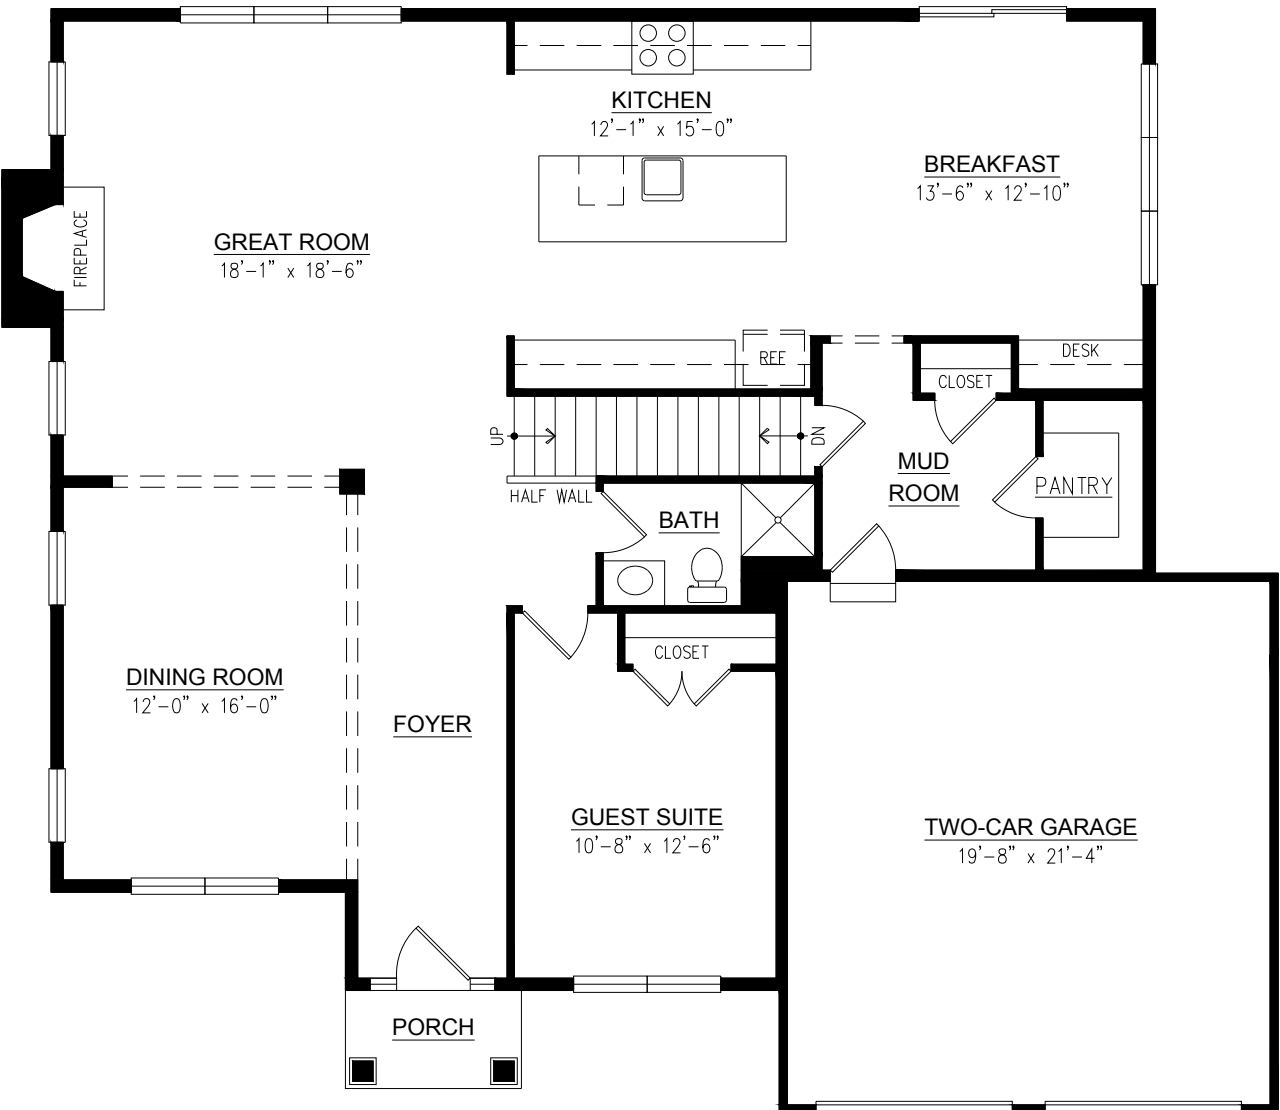 KITCHEN
12'-1" x 15'-0"
BREAKFAST
13'-6" x 12'-10"
FIREPLACE
GREAT ROOM
18'-1" x 18'-6"
REF
DESK
CLOSET
UP
DN
MUD
ROOM
PANTRY
HALF WALL
BATH
CLOSET
DINING ROOM
12'-0" x 16'-0"
FOYER
GUEST SUITE
10'-8" x 12'-6"
TWO-CAR GARAGE
19'-8" x 21'-4"
PORCH